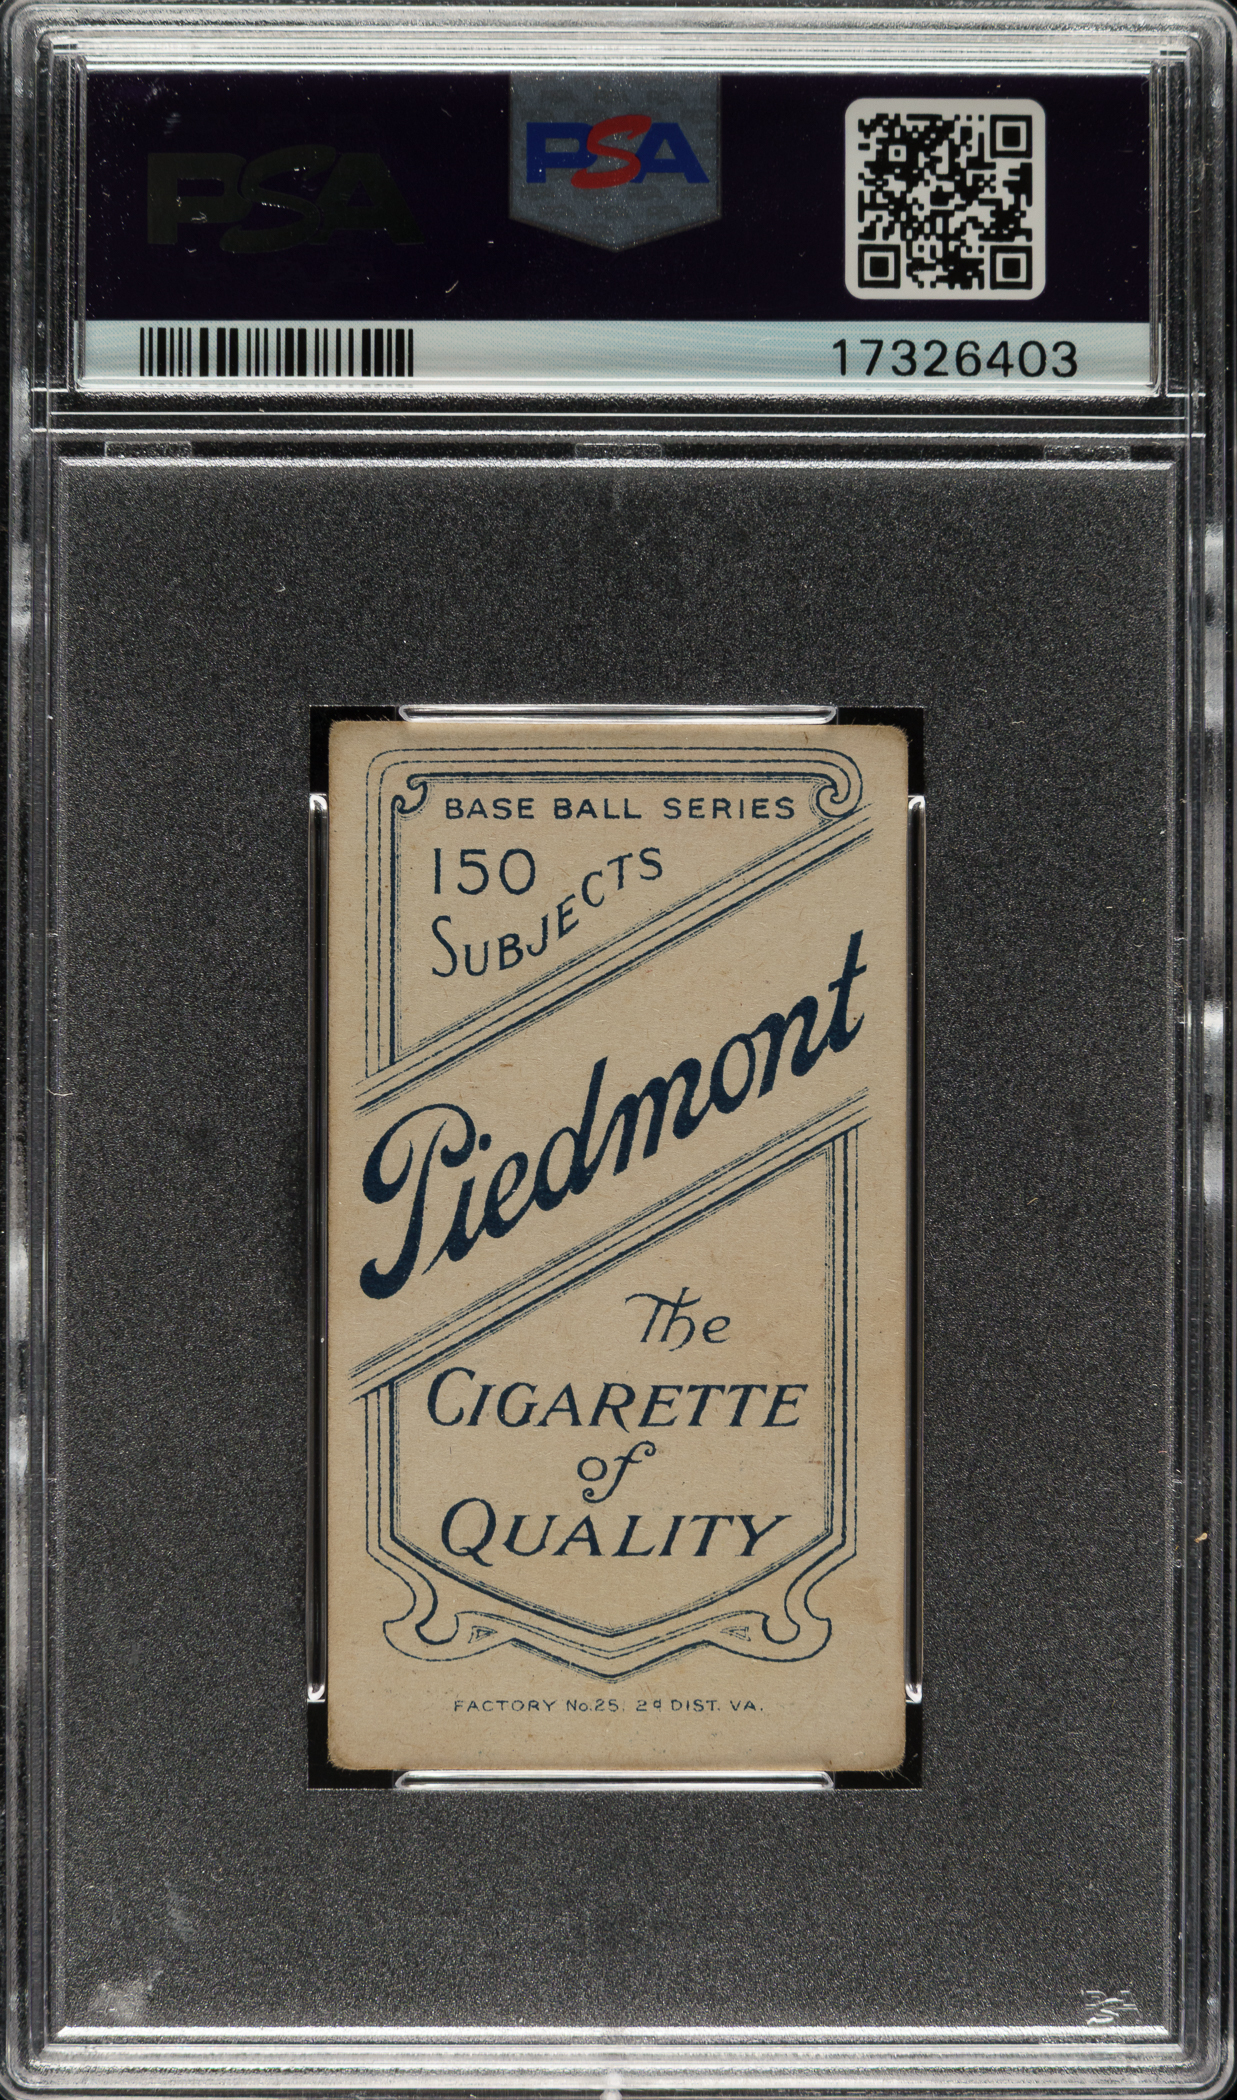 PSA
PSA
17326403
BASE BALL SERIES
150
SUBJECTS
Piedmont
The
CIGARETTE
of
QUALITY
FACTORY No. 25. 2d DIST. VA.
PSA